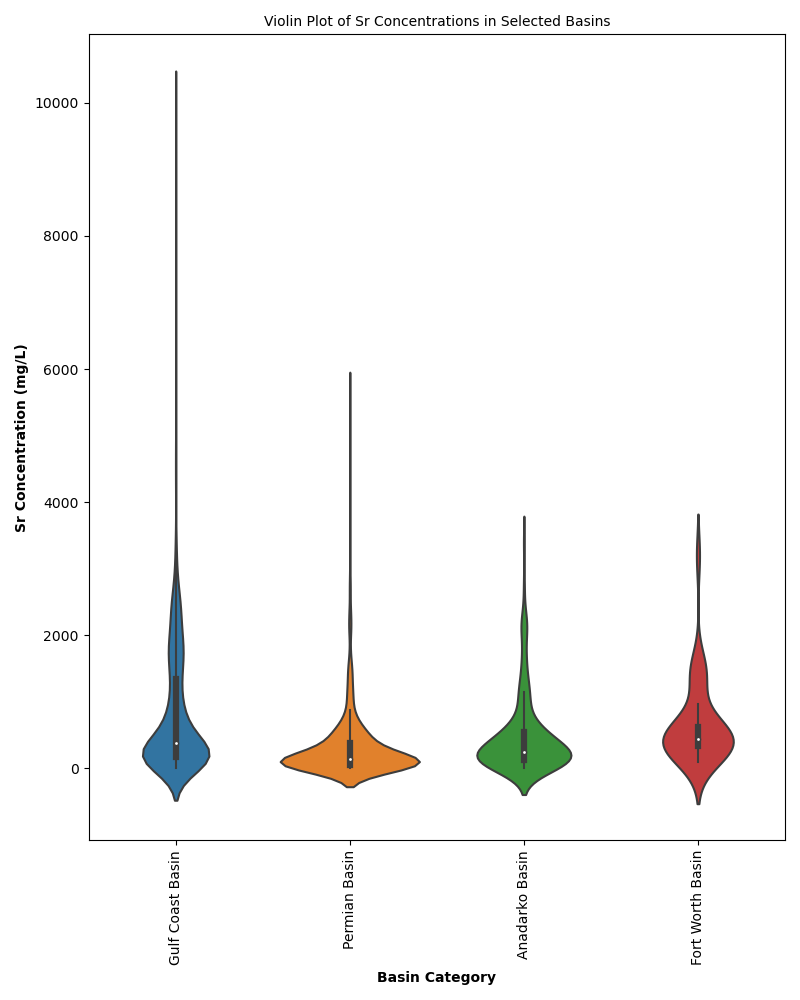 Violin Plot of Sr Concentrations in Selected Basins
10000
8000
6000
4000
2000
0
Sr Concentration (mg/L)
Gulf Coast Basin
Permian Basin
Anadarko Basin
Fort Worth Basin
Basin Category